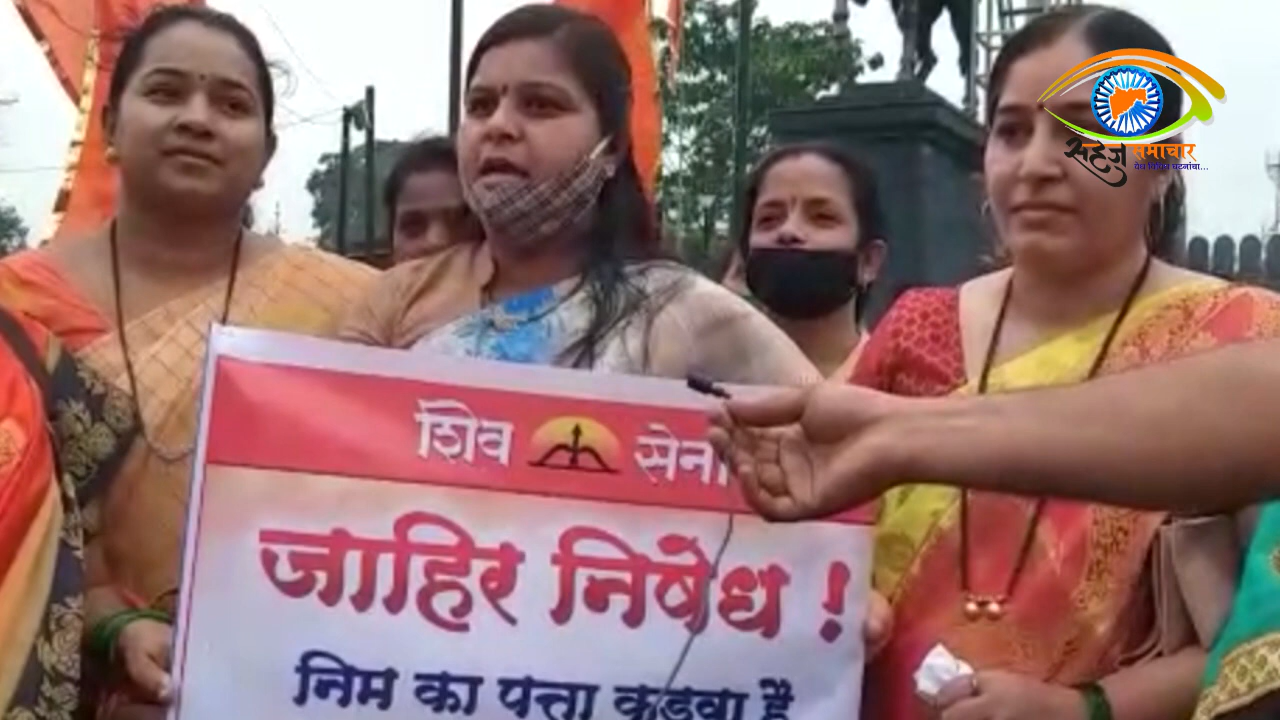 सहज समाचार
शिव सेना
जाहिर निषेध !
निम का पत्ता कडवा है